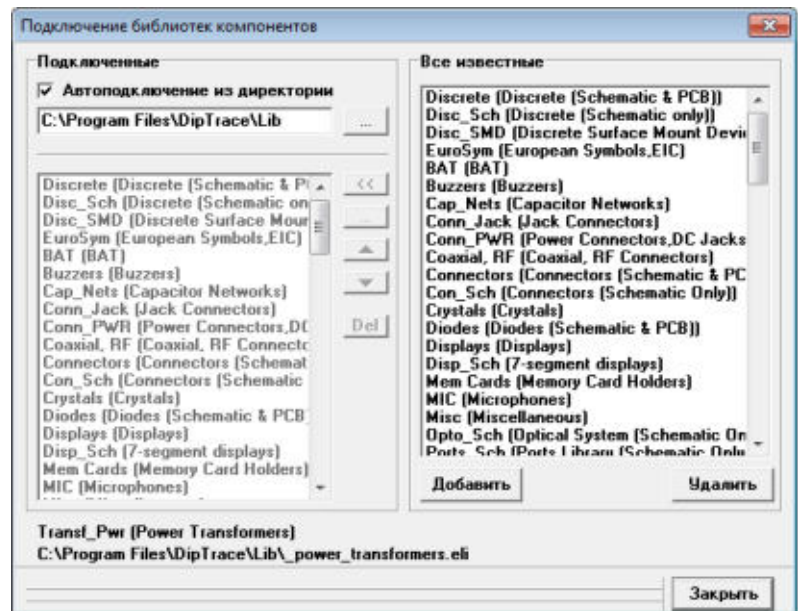 Подключение библиотек компонентов
Подключенные
Автоподключение из директории
C:\Program Files\DipTrace\Lib
...
Discrete (Discrete (Schematic & P
Disc_Sch (Discrete (Schematic on
Disc_SMD (Discrete Surface Mour
EuroSym (European Symbols,EIC)
BAT (BAT)
Buzzers (Buzzers)
Cap_Nets (Capacitor Networks)
Conn_Jack (Jack Connectors)
Conn_PWR (Power Connectors,DC
Coaxial, RF (Coaxial, RF Connecto
Connectors (Connectors (Schemat
Con_Sch (Connectors (Schematic
Crystals (Crystals)
Diodes (Diodes (Schematic & PCB
Displays (Displays)
Disp_Sch (7-segment displays)
Mem Cards (Memory Card Holders)
MIC (Microphones)
<<
...
Del
Все известные
Discrete (Discrete (Schematic & PCB))
Disc_Sch (Discrete (Schematic only))
Disc_SMD (Discrete Surface Mount Devi
EuroSym (European Symbols,EIC)
BAT (BAT)
Buzzers (Buzzers)
Cap_Nets (Capacitor Networks)
Conn_Jack (Jack Connectors)
Conn_PWR (Power Connectors,DC Jacks
Coaxial, RF (Coaxial, RF Connectors)
Connectors (Connectors (Schematic & PC
Con_Sch (Connectors (Schematic Only))
Crystals (Crystals)
Diodes (Diodes (Schematic & PCB))
Displays (Displays)
Disp_Sch (7-segment displays)
Mem Cards (Memory Card Holders)
MIC (Microphones)
Misc (Miscellaneous)
Opto_Sch (Optical System (Schematic On
Ports_Sch (Ports Library (Schematic Only
Добавить
Удалить
Transf_Pwr (Power Transformers)
C:\Program Files\DipTrace\Lib\_power_transformers.eli
Закрыть